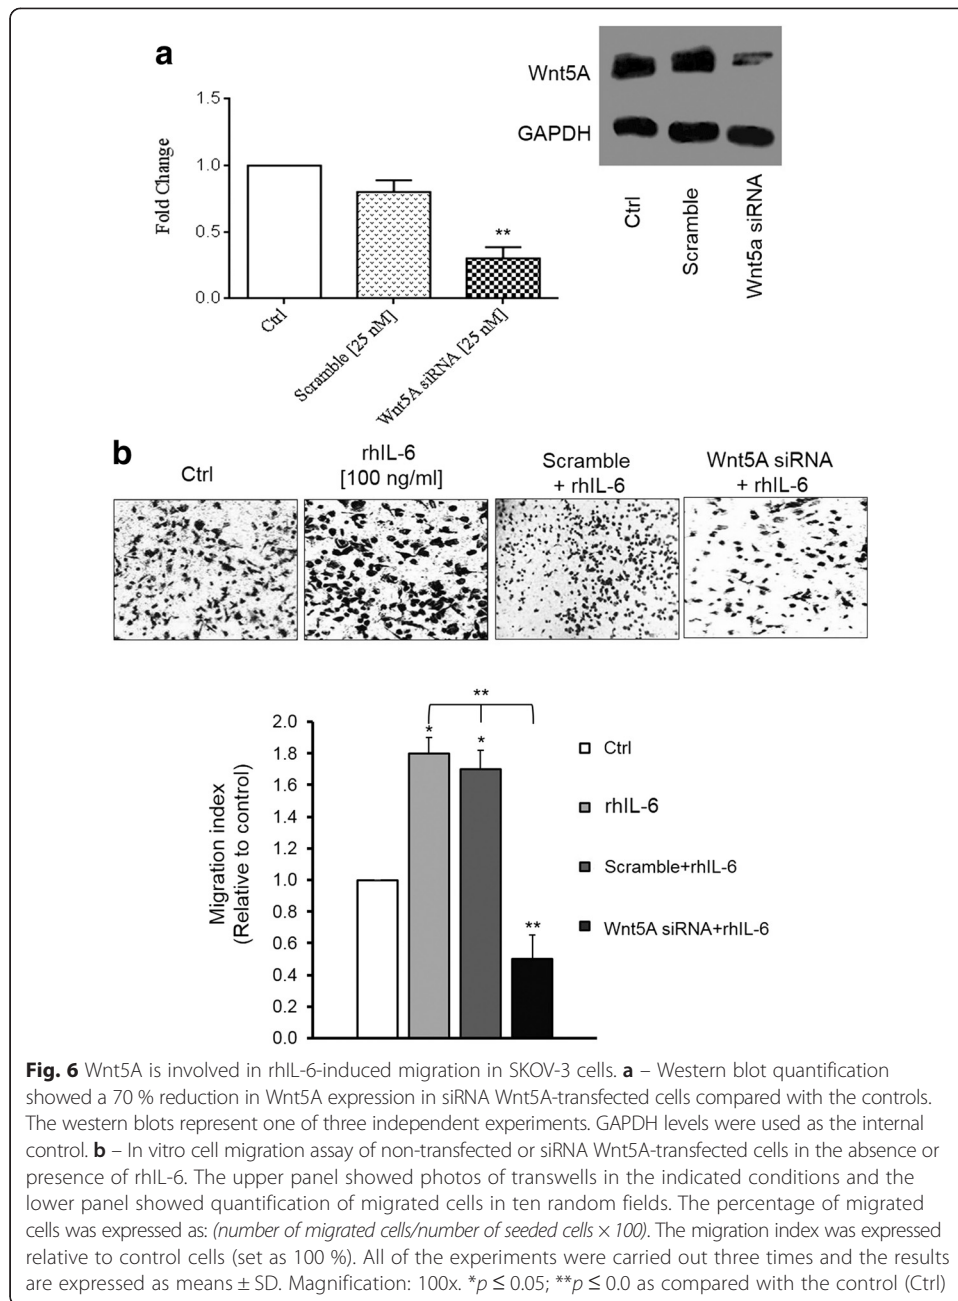 a
Wnt5A
GAPDH
Ctrl
Scramble
Wnt5a siRNA
Fold Change
1.5
1.0
0.5
0.0
**
Ctrl
Scramble [25 nM]
Wnt5A siRNA [25 nM]
b
Ctrl
rhIL-6
[100 ng/ml]
Scramble
+ rhIL-6
Wnt5A siRNA
+ rhIL-6
Migration index
(Relative to control)
2.0
1.8
1.6
1.4
1.2
1.0
0.8
0.6
0.4
0.2
0.0
**
*
*
**
Ctrl
rhIL-6
Scramble+rhIL-6
Wnt5A siRNA+rhIL-6
Fig. 6 Wnt5A is involved in rhIL-6-induced migration in SKOV-3 cells. a – Western blot quantification
showed a 70 % reduction in Wnt5A expression in siRNA Wnt5A-transfected cells compared with the controls.
The western blots represent one of three independent experiments. GAPDH levels were used as the internal
control. b – In vitro cell migration assay of non-transfected or siRNA Wnt5A-transfected cells in the absence or
presence of rhIL-6. The upper panel showed photos of transwells in the indicated conditions and the
lower panel showed quantification of migrated cells in ten random fields. The percentage of migrated
cells was expressed as: (number of migrated cells/number of seeded cells × 100). The migration index was expressed
relative to control cells (set as 100 %). All of the experiments were carried out three times and the results
are expressed as means ± SD. Magnification: 100x. *p ≤ 0.05; **p ≤ 0.0 as compared with the control (Ctrl)